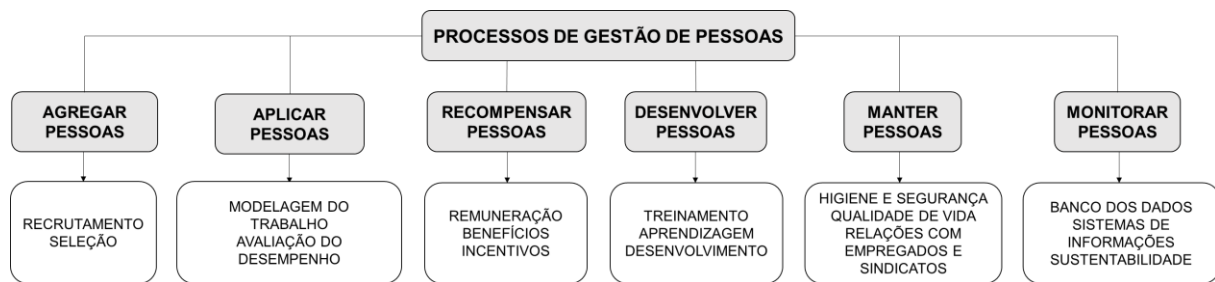 PROCESSOS DE GESTÃO DE PESSOAS
AGREGAR
PESSOAS
APLICAR
PESSOAS
RECOMPENSAR
PESSOAS
DESENVOLVER
PESSOAS
MANTER
PESSOAS
MONITORAR
PESSOAS
RECRUTAMENTO
SELEÇÃO
MODELAGEM DO
TRABALHO
AVALIAÇÃO DO
DESEMPENHO
REMUNERAÇÃO
BENEFÍCIOS
INCENTIVOS
TREINAMENTO
APRENDIZAGEM
DESENVOLVIMENTO
HIGIENE E SEGURANÇA
QUALIDADE DE VIDA
RELAÇÕES COM
EMPREGADOS E
SINDICATOS
BANCO DOS DADOS
SISTEMAS DE
INFORMAÇÕES
SUSTENTABILIDADE